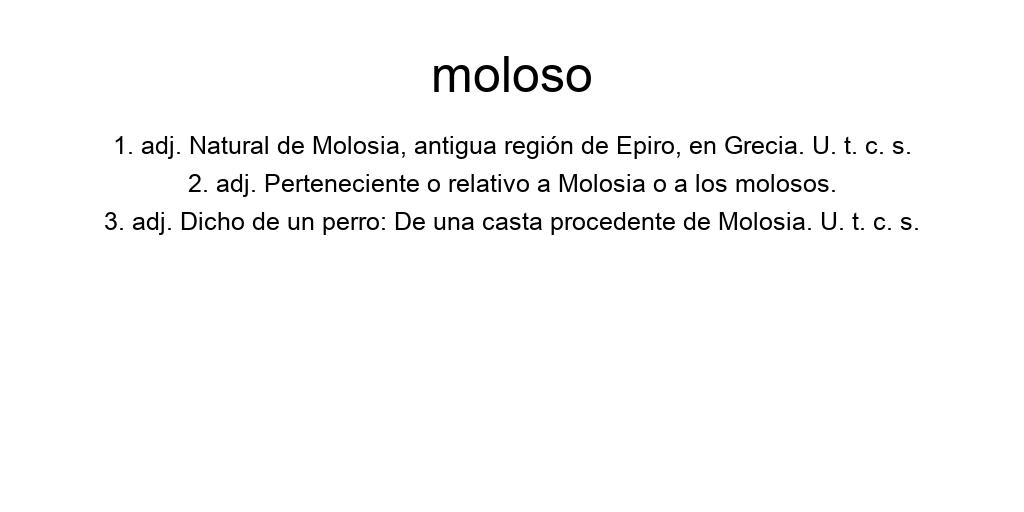 moloso
1. adj. Natural de Molosia, antigua región de Epiro, en Grecia. U. t. c. s.
2. adj. Perteneciente o relativo a Molosia o a los molosos.
3. adj. Dicho de un perro: De una casta procedente de Molosia. U. t. c. s.